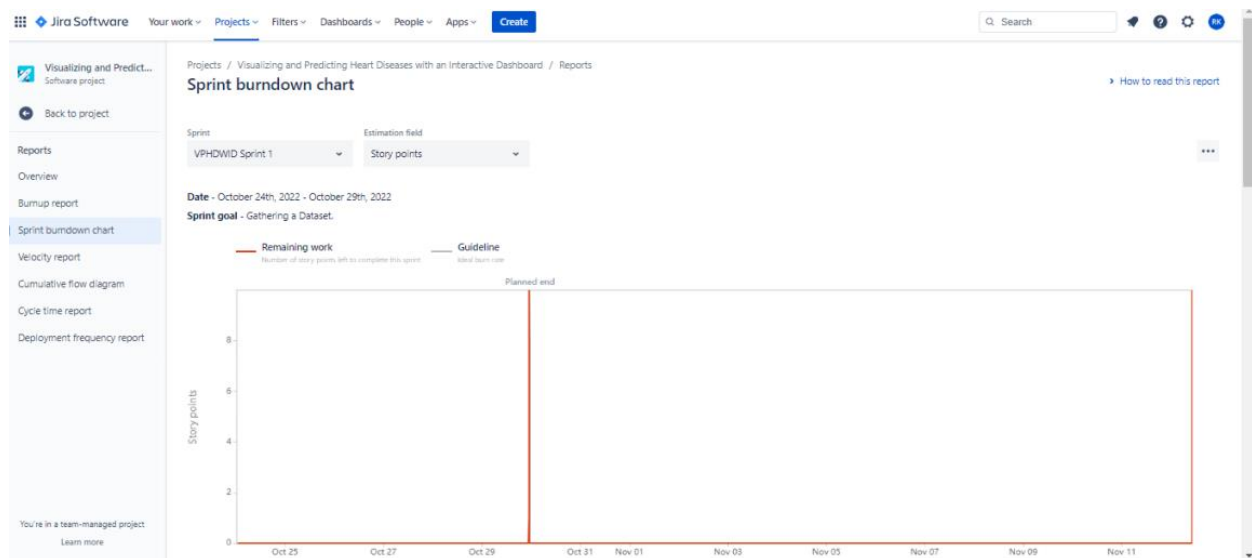 Jira Software Your work Projects Filters Dashboards People Apps Create Search RK
Visualizing and Predict...
Software project
Back to project
Reports
Overview
Burnup report
Sprint burndown chart
Velocity report
Cumulative flow diagram
Cycle time report
Deployment frequency report
You're in a team-managed project
Learn more
Projects / Visualizing and Predicting Heart Diseases with an Interactive Dashboard / Reports
Sprint burndown chart
How to read this report
Sprint Estimation field
VPHDWID Sprint 1 Story points
Date - October 24th, 2022 - October 29th, 2022
Sprint goal - Gathering a Dataset.
Remaining work Guideline
Number of story points left to complete this sprint Ideal burn rate
Planned end
Story points
8
6
4
2
0
Oct 25 Oct 27 Oct 29 Oct 31 Nov 01 Nov 03 Nov 05 Nov 07 Nov 09 Nov 11